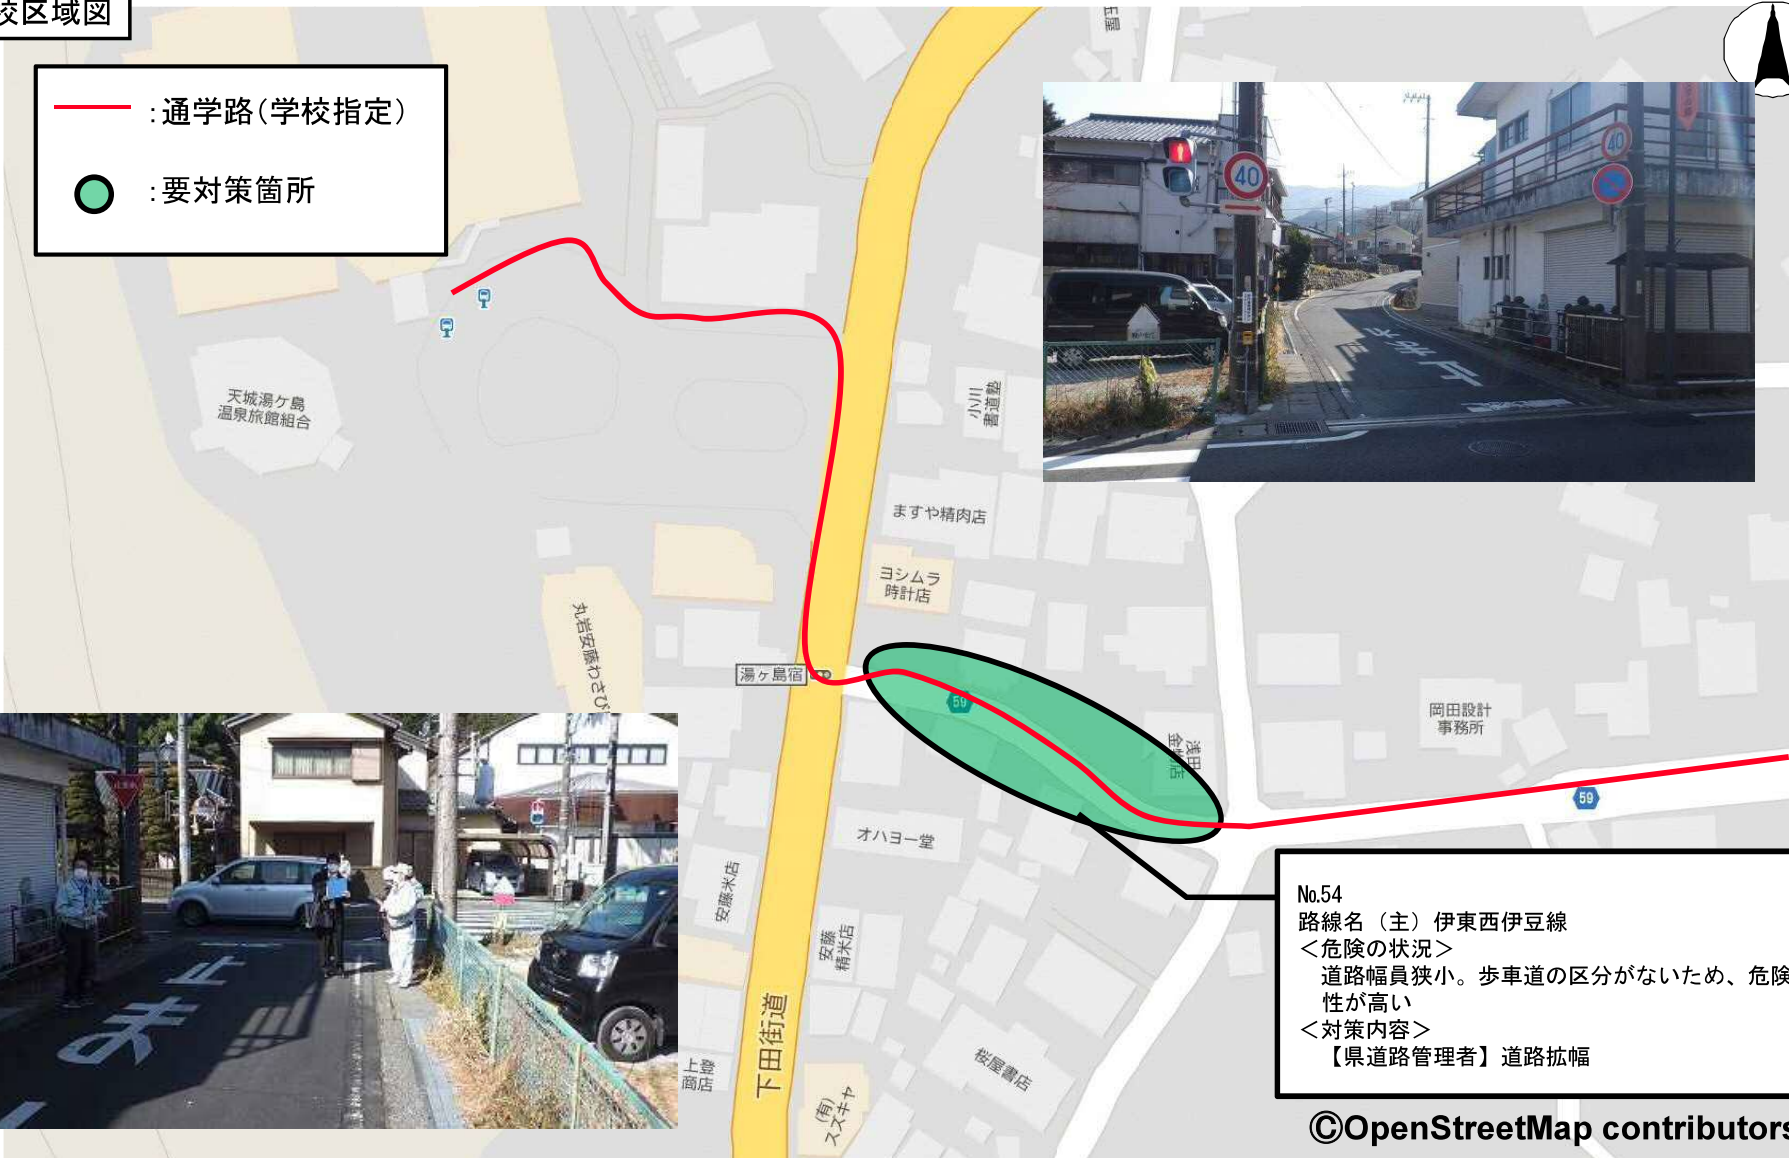 校区域図
:通学路(学校指定)
:要対策箇所
庄屋
40
40
止まれ
天城湯ケ島
温泉旅館組合
小川
書道塾
ますや精肉店
ヨシムラ
時計店
丸岩安藤わさび
湯ヶ島宿
59
浅田
金物店
岡田設計
事務所
59
オハヨー堂
安藤米店
安藤
精米店
下田街道
上登
商店
(有)
スズキヤ
桜屋書店
止まれ
No.54
路線名(主)伊東西伊豆線
<危険の状況>
道路幅員狭小。歩車道の区分がないため、危険
性が高い
<対策内容>
【県道路管理者】道路拡幅
©OpenStreetMap contributors